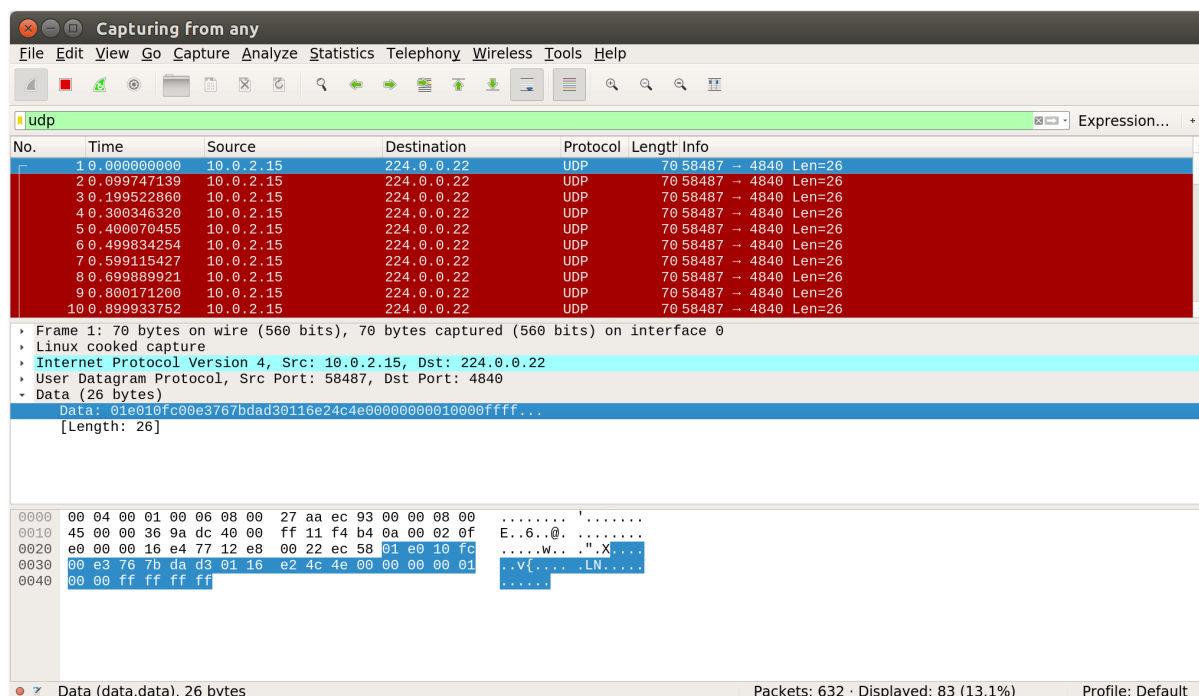 Capturing from any
File Edit View Go Capture Analyze Statistics Telephony Wireless Tools Help
udp Expression... +
No. Time Source Destination Protocol Length Info
1 0.000000000 10.0.2.15 224.0.0.22 UDP 70 58487 → 4840 Len=26
2 0.099747139 10.0.2.15 224.0.0.22 UDP 70 58487 → 4840 Len=26
3 0.199522860 10.0.2.15 224.0.0.22 UDP 70 58487 → 4840 Len=26
4 0.300346320 10.0.2.15 224.0.0.22 UDP 70 58487 → 4840 Len=26
5 0.400070455 10.0.2.15 224.0.0.22 UDP 70 58487 → 4840 Len=26
6 0.499834254 10.0.2.15 224.0.0.22 UDP 70 58487 → 4840 Len=26
7 0.599115427 10.0.2.15 224.0.0.22 UDP 70 58487 → 4840 Len=26
8 0.699889921 10.0.2.15 224.0.0.22 UDP 70 58487 → 4840 Len=26
9 0.800171200 10.0.2.15 224.0.0.22 UDP 70 58487 → 4840 Len=26
10 0.899933752 10.0.2.15 224.0.0.22 UDP 70 58487 → 4840 Len=26
Frame 1: 70 bytes on wire (560 bits), 70 bytes captured (560 bits) on interface 0
Linux cooked capture
Internet Protocol Version 4, Src: 10.0.2.15, Dst: 224.0.0.22
User Datagram Protocol, Src Port: 58487, Dst Port: 4840
Data (26 bytes)
Data: 01e010fc00e3767bdad30116e24c4e00000000010000ffff...
[Length: 26]
0000 00 04 00 01 00 06 08 00 27 aa ec 93 00 00 08 00 ........ '.......
0010 45 00 00 36 9a dc 40 00 ff 11 f4 b4 0a 00 02 0f E..6..@. ........
0020 e0 00 00 16 e4 77 12 e8 00 22 ec 58 01 e0 10 fc .....w.. .".X....
0030 00 e3 76 7b da d3 01 16 e2 4c 4e 00 00 00 00 01 ..v{.... .LN.....
0040 00 00 ff ff ff ff ......
Data (data.data), 26 bytes Packets: 632 · Displayed: 83 (13.1%) Profile: Default